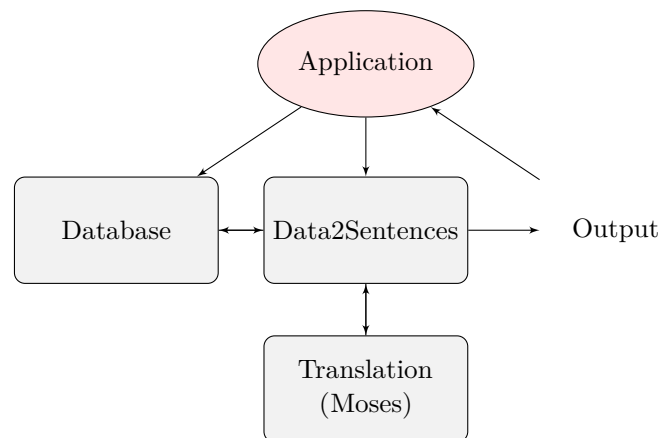 Application
Database
Data2Sentences
Output
Translation
(Moses)